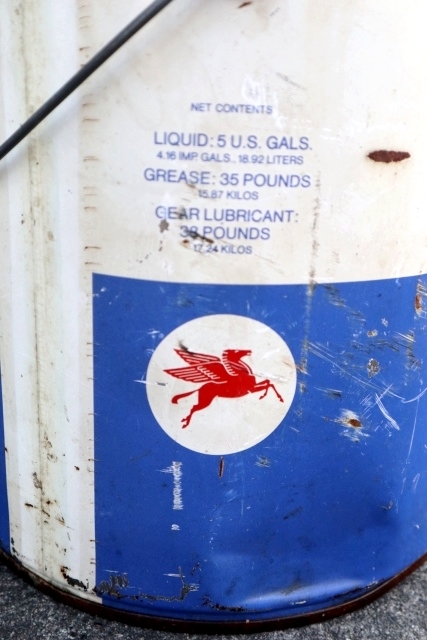 NET CONTENTS
LIQUID: 5 U.S. GALS.
4.16 IMP. GALS., 18.92 LITERS
GREASE: 35 POUNDS
15.87 KILOS
GEAR LUBRICANT:
38 POUNDS
17.24 KILOS